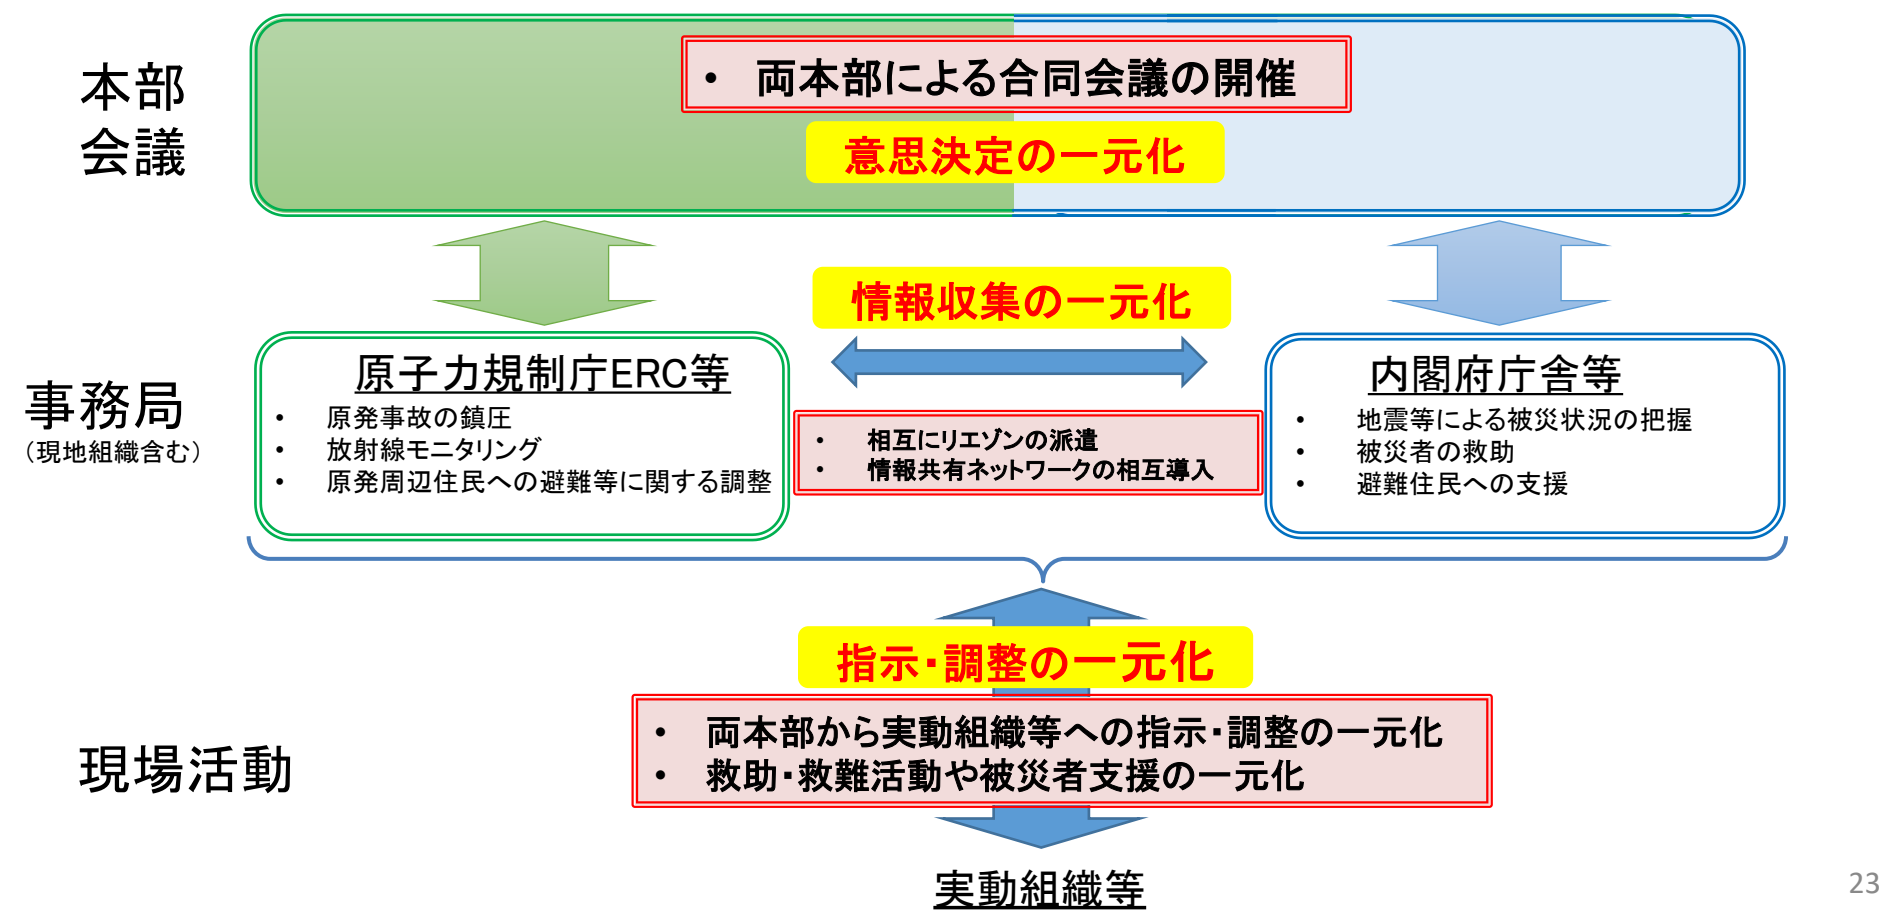 本部
会議
・ 両本部による合同会議の開催
意思決定の一元化
情報収集の一元化
事務局
（現地組織含む）
原子力規制庁ERC等
・ 原発事故の鎮圧
・ 放射線モニタリング
・ 原発周辺住民への避難等に関する調整
・ 相互にリエゾンの派遣
・ 情報共有ネットワークの相互導入
内閣府庁舎等
・ 地震等による被災状況の把握
・ 被災者の救助
・ 避難住民への支援
指示・調整の一元化
現場活動
・ 両本部から実動組織等への指示・調整の一元化
・ 救助・救難活動や被災者支援の一元化
実動組織等
23